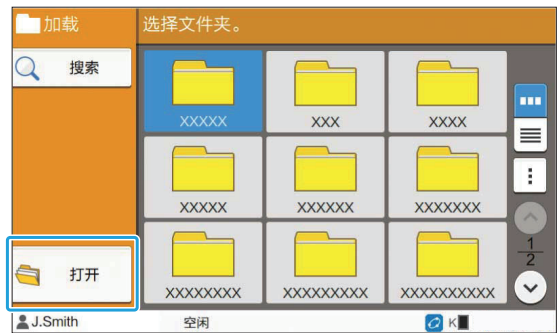 加载
选择文件夹。
搜索
XXXXX
XXX
XXXX
XXXXX
XXXXXX
XXXXXXX
打开
XXXXXXXX
XXXXXXXXX
XXXXXXXXXX
1
2
J.Smith
空闲
K